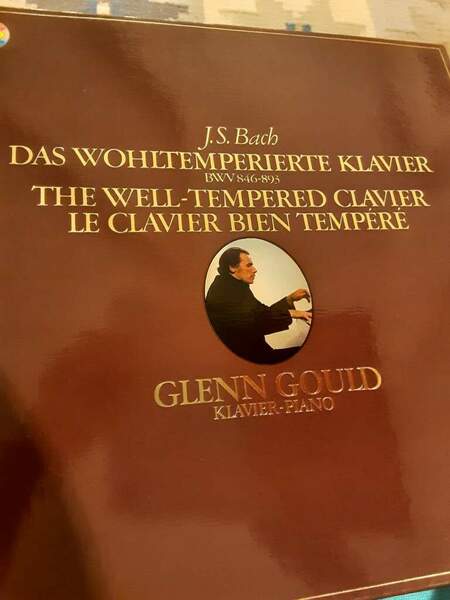 J.S. Bach
DAS WOHLTEMPERIERTE KLAVIER
BWV 846-893
THE WELL-TEMPERED CLAVIER
LE CLAVIER BIEN TEMPÉRÉ
GLENN GOULD
KLAVIER-PIANO